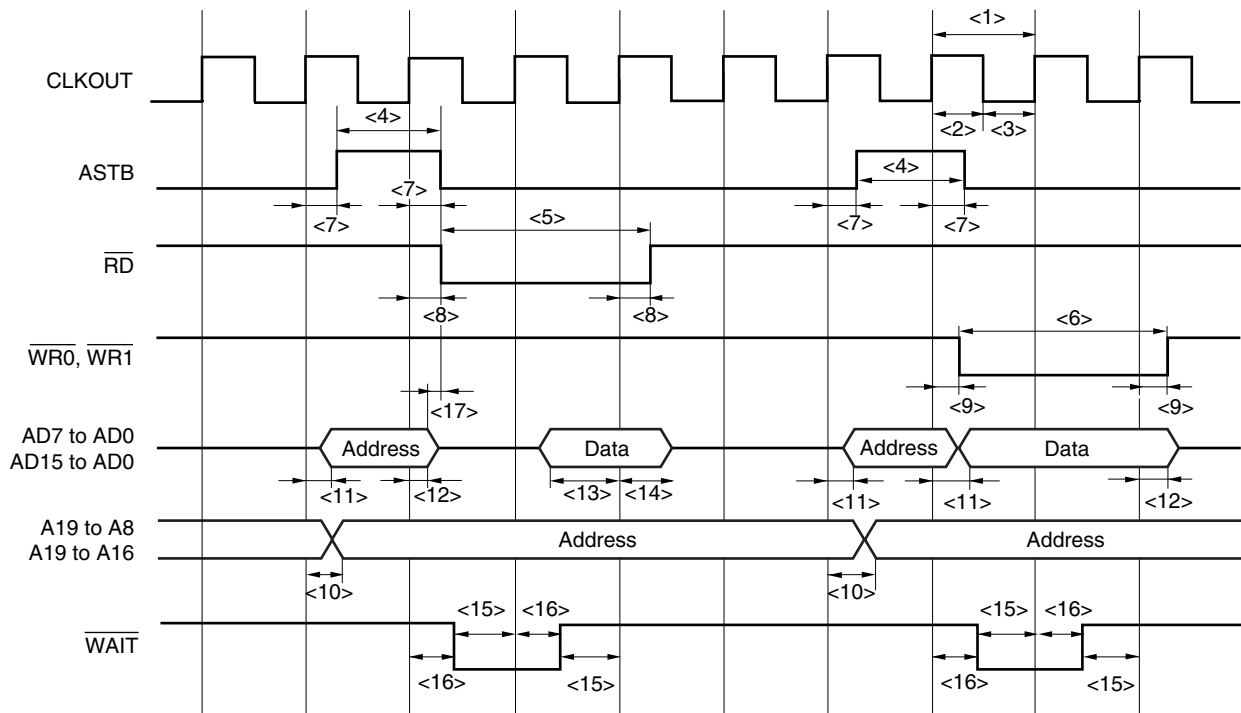 <1>
CLKOUT
<4>
<2>
<3>
ASTB
<4>
<7>
<7>
<5>
<7>
<7>
RD
<8>
<8>
<6>
WR0, WR1
<17>
<9>
<9>
AD7 to AD0
AD15 to AD0
Address
Data
Address
Data
<11>
<12>
<13>
<14>
<11>
<11>
<12>
A19 to A8
A19 to A16
Address
Address
<10>
<10>
<15>
<16>
<15>
<16>
WAIT
<16>
<15>
<16>
<15>